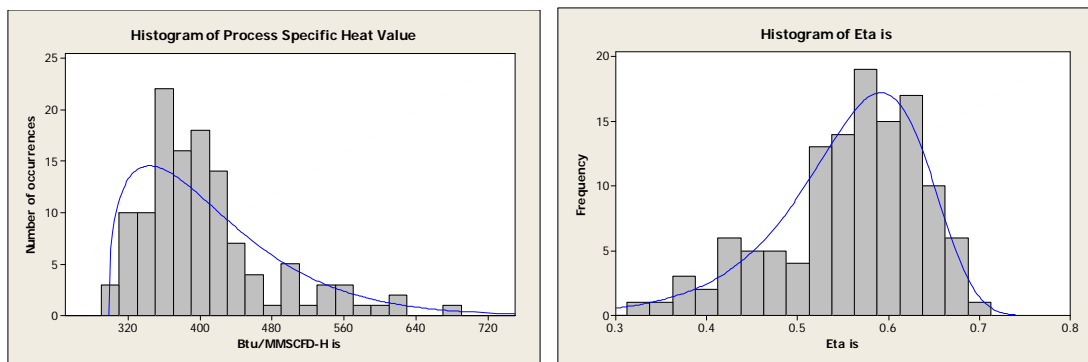 Histogram of Process Specific Heat Value
Number of occurrences
25
20
15
10
5
0
320 400 480 560 640 720
Btu/MMSCFD-H is
Histogram of Eta is
Frequency
20
15
10
5
0
0.3 0.4 0.5 0.6 0.7 0.8
Eta is